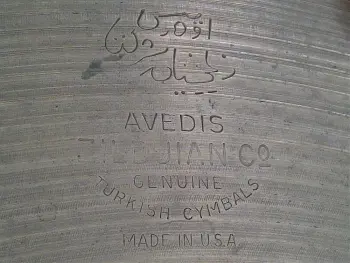 AVEDIS
ZILDJIAN CO
GENUINE
TURKISH CYMBALS
MADE IN U.S.A.